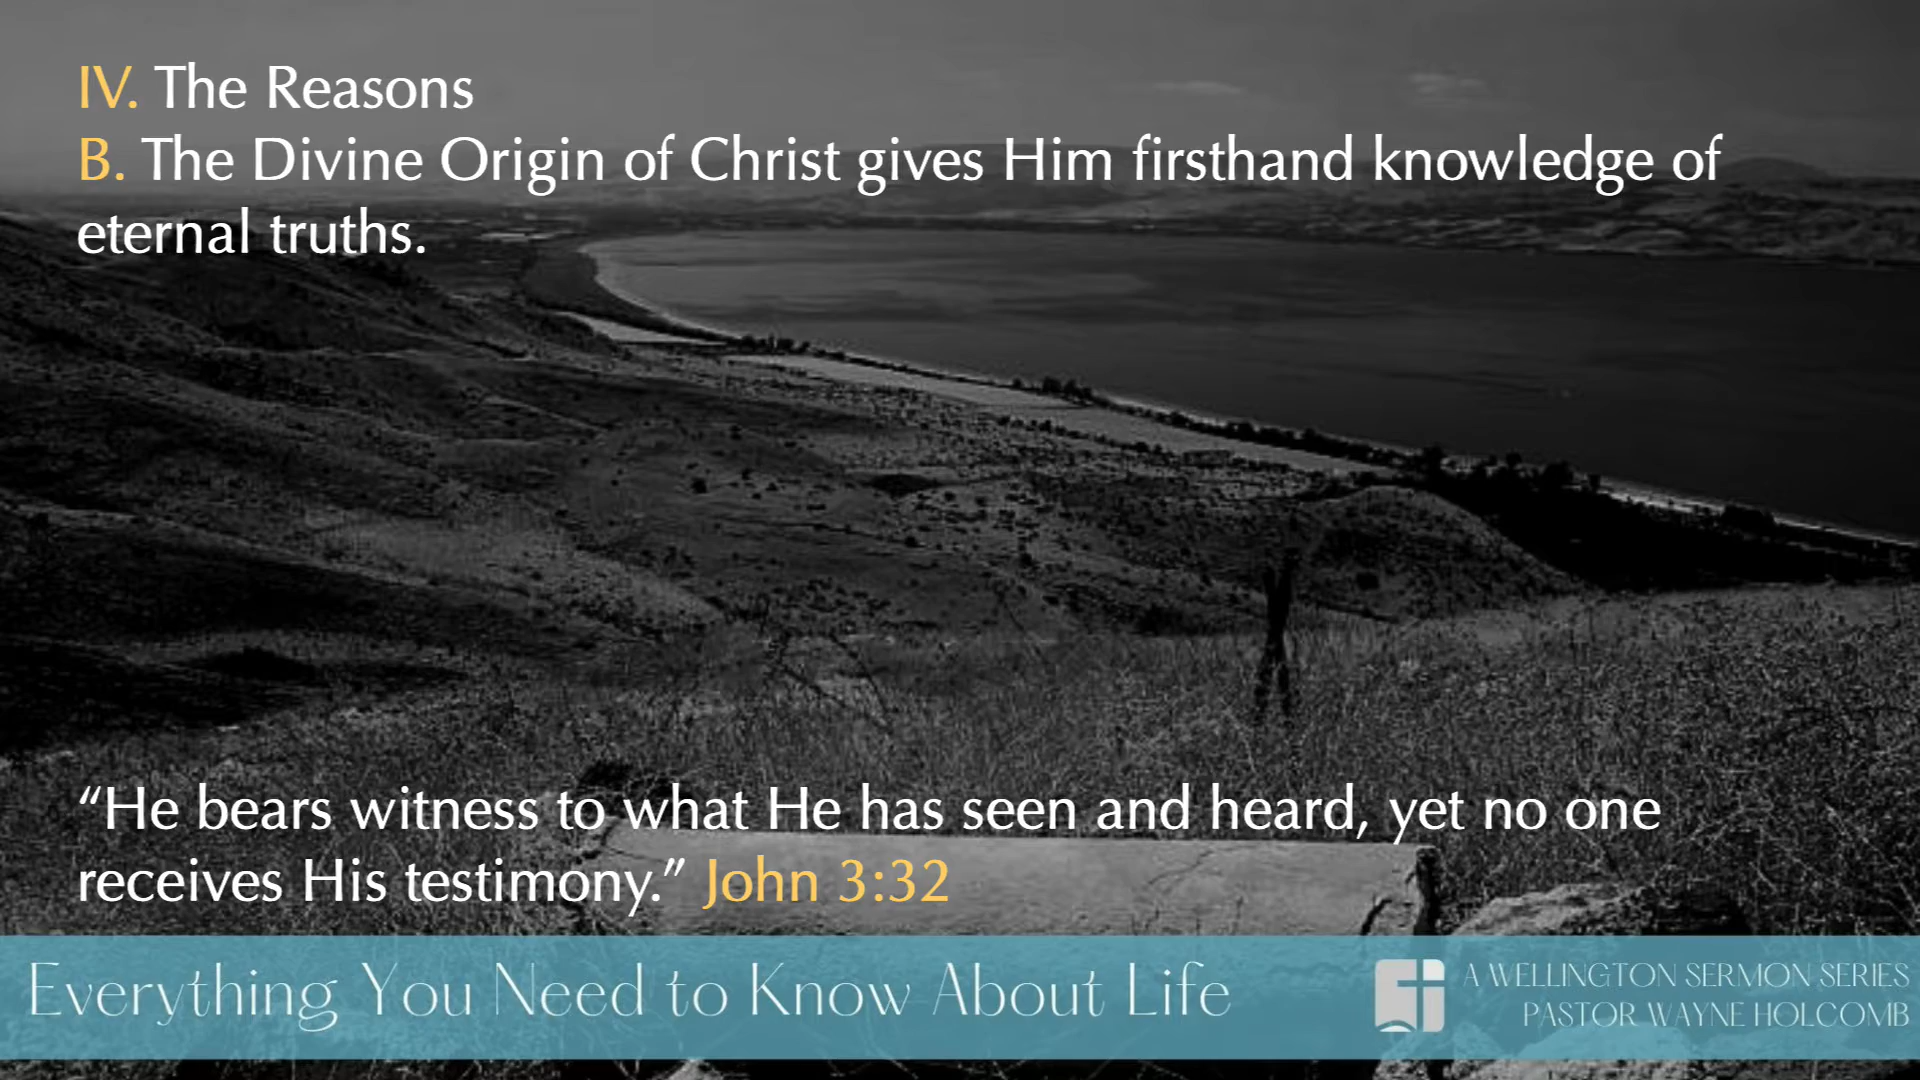 IV. The Reasons
B. The Divine Origin of Christ gives Him firsthand knowledge of
eternal truths.
“He bears witness to what He has seen and heard, yet no one
receives His testimony.” John 3:32
Everything You Need to Know About Life
A WELLINGTON SERMON SERIES
PASTOR WAYNE HOLCOMB